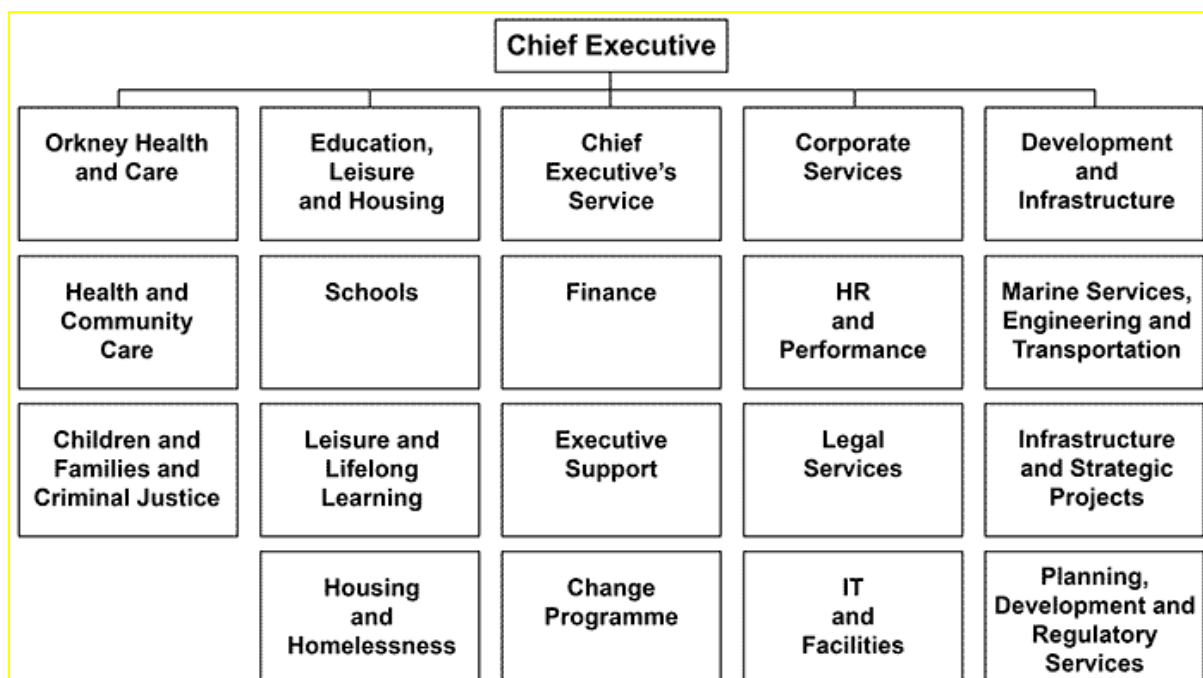 Chief Executive
Orkney Health
and Care
Education,
Leisure
and Housing
Chief
Executive’s
Service
Corporate
Services
Development
and
Infrastructure
Health and
Community
Care
Schools
Finance
HR
and
Performance
Marine Services,
Engineering and
Transportation
Children and
Families and
Criminal Justice
Leisure and
Lifelong
Learning
Executive
Support
Legal
Services
Infrastructure
and Strategic
Projects
Housing
and
Homelessness
Change
Programme
IT
and
Facilities
Planning,
Development and
Regulatory
Services